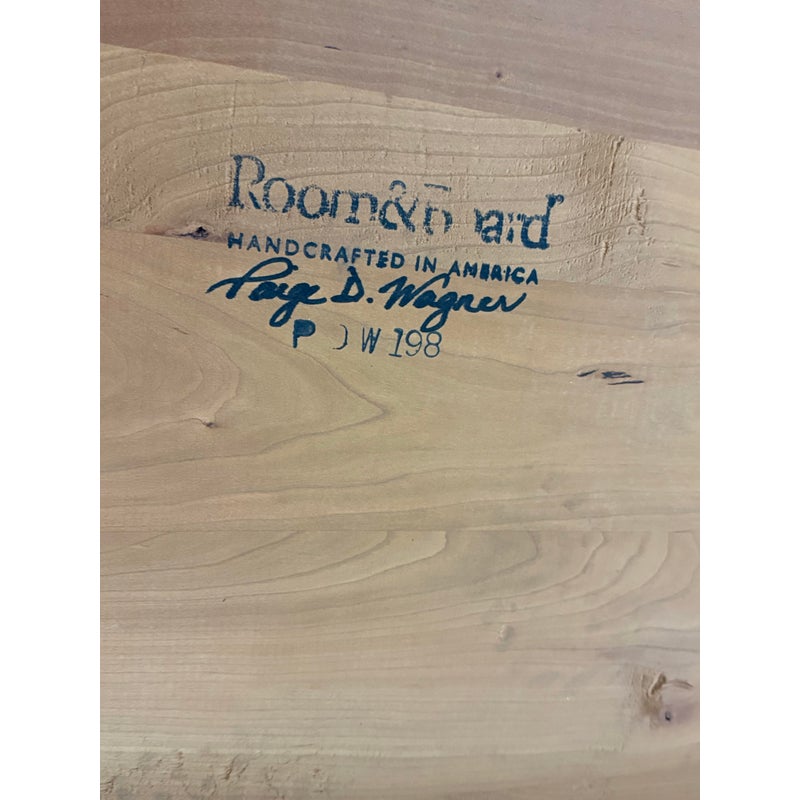 Room&Board
HANDCRAFTED IN AMERICA
Paige D. Wagner
PDW198